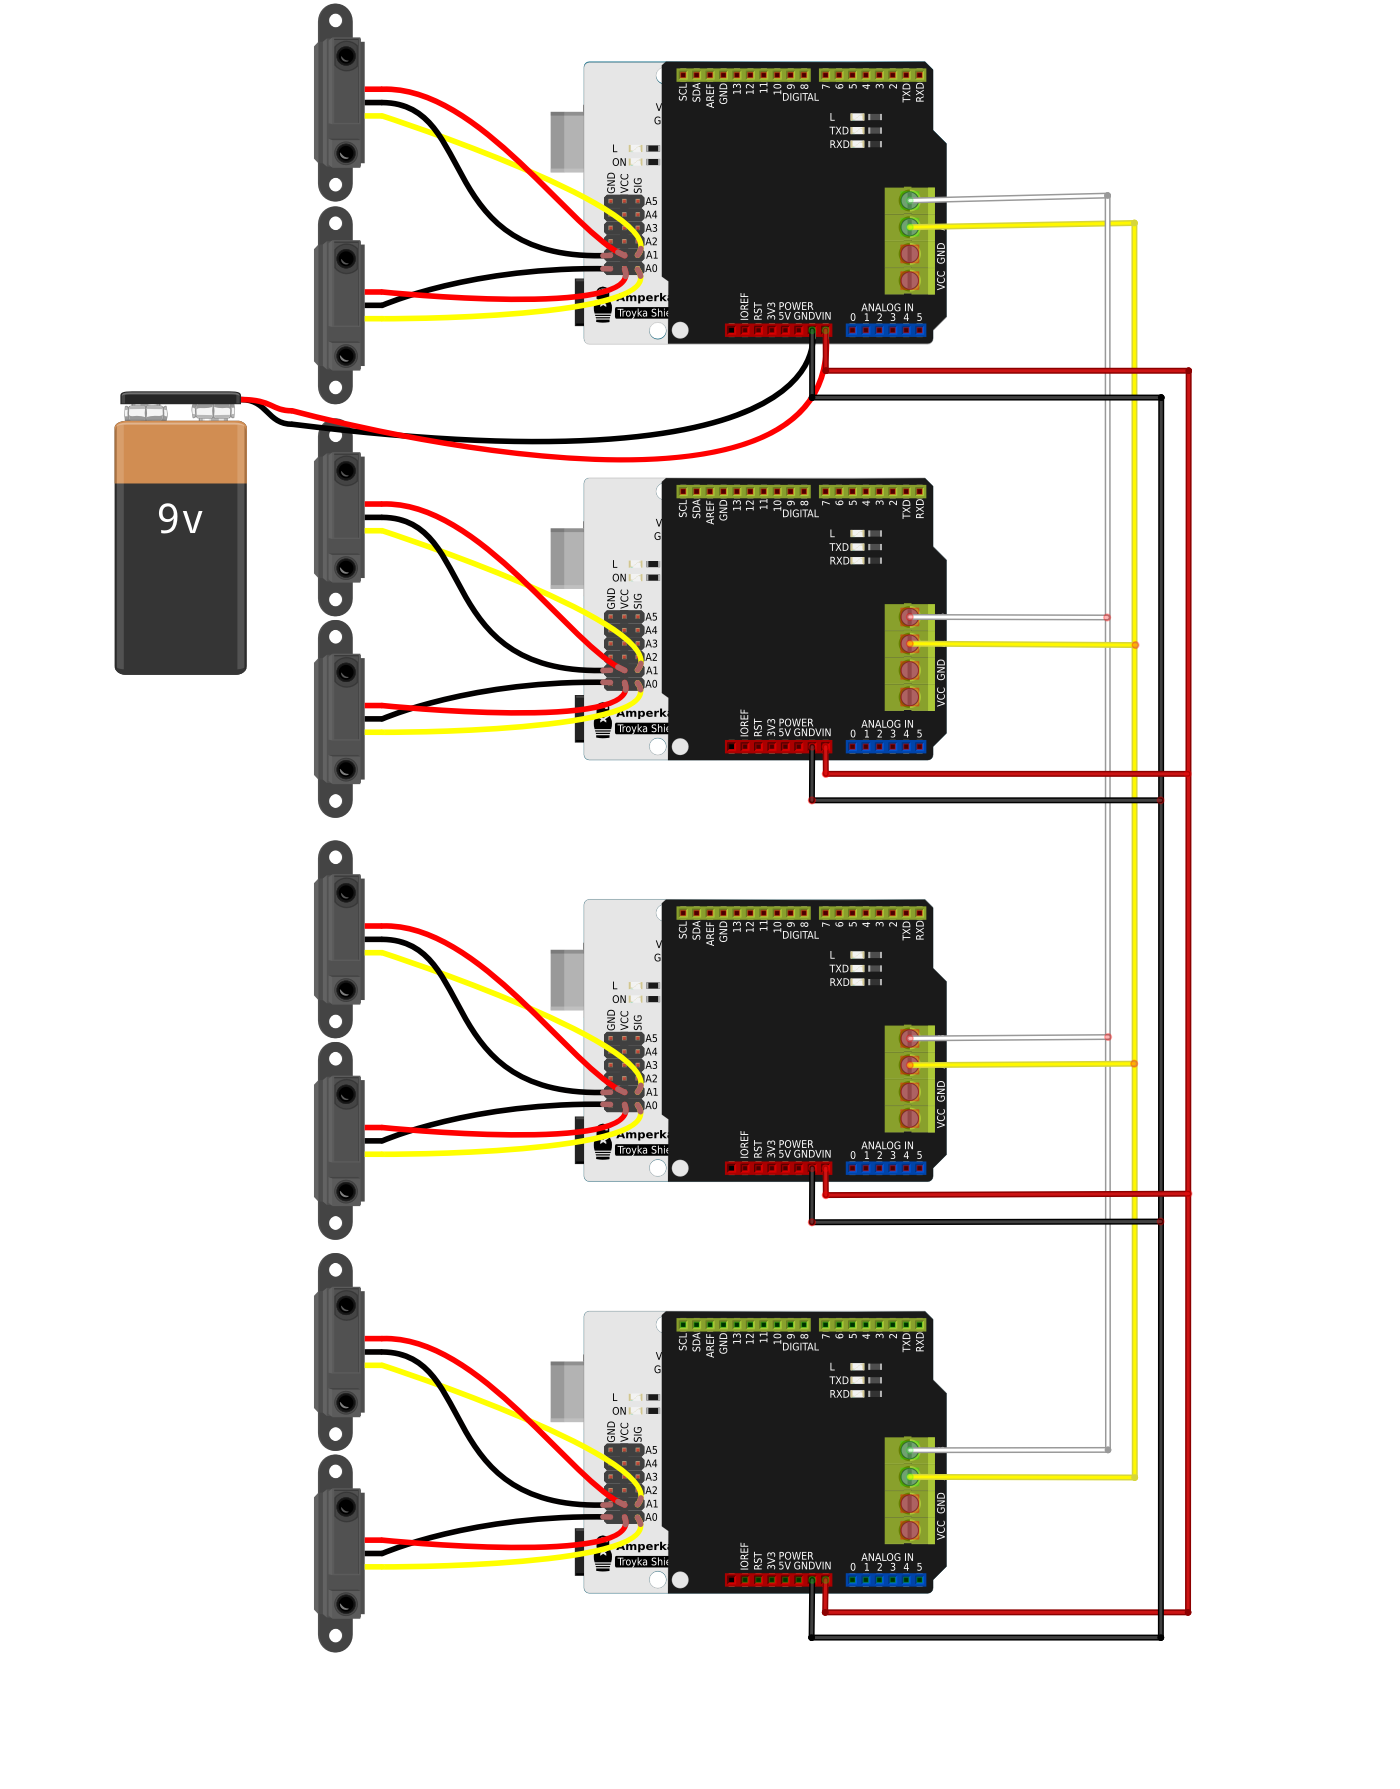 SCL SDA AREF GND 13 12 11 10 9 8 7 6 5 4 3 2 TXD RXD
DIGITAL
V
G
L
TXD
RXD
L
ON
GND VCC SIG
A5
A4
A3
A2
A1
A0
VCC GND
Amperka
Troyka Shie
IOREF RST 3V3 5V GND VIN
POWER
ANALOG IN
0 1 2 3 4 5
9v
SCL SDA AREF GND 13 12 11 10 9 8 7 6 5 4 3 2 TXD RXD
DIGITAL
V
G
L
TXD
RXD
L
ON
GND VCC SIG
A5
A4
A3
A2
A1
A0
VCC GND
Amperka
Troyka Shie
IOREF RST 3V3 5V GND VIN
POWER
ANALOG IN
0 1 2 3 4 5
SCL SDA AREF GND 13 12 11 10 9 8 7 6 5 4 3 2 TXD RXD
DIGITAL
V
G
L
TXD
RXD
L
ON
GND VCC SIG
A5
A4
A3
A2
A1
A0
VCC GND
Amperka
Troyka Shie
IOREF RST 3V3 5V GND VIN
POWER
ANALOG IN
0 1 2 3 4 5
SCL SDA AREF GND 13 12 11 10 9 8 7 6 5 4 3 2 TXD RXD
DIGITAL
V
G
L
TXD
RXD
L
ON
GND VCC SIG
A5
A4
A3
A2
A1
A0
VCC GND
Amperka
Troyka Shie
IOREF RST 3V3 5V GND VIN
POWER
ANALOG IN
0 1 2 3 4 5